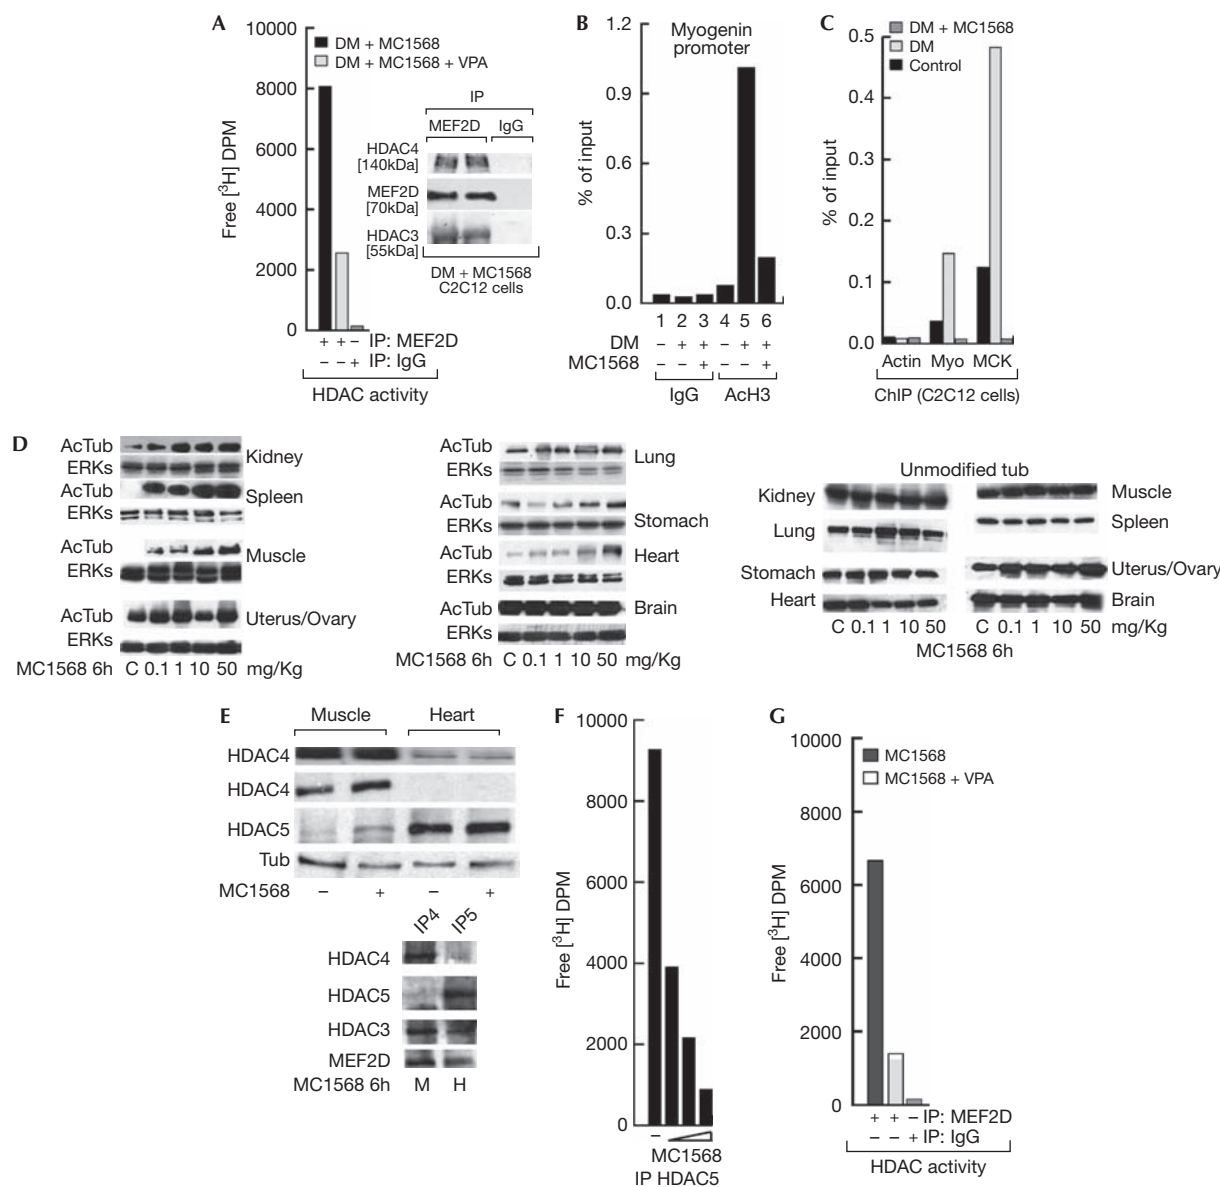 A
10000
8000
6000
4000
2000
0
Free [³H] DPM
DM + MC1568
DM + MC1568 + VPA
IP
MEF2D IgG
HDAC4
[140kDa]
MEF2D
[70kDa]
HDAC3
[55kDa]
DM + MC1568
C2C12 cells
+ + – IP: MEF2D
– – + IP: IgG
HDAC activity
B
1.2
0.9
0.6
0.3
0.0
% of input
Myogenin
promoter
1 2 3 4 5 6
DM – + + – + +
MC1568 – – + – – +
IgG AcH3
C
DM + MC1568
DM
Control
0.5
0.4
0.3
0.2
0.1
0.0
% of input
Actin Myo MCK
ChIP (C2C12 cells)
D
AcTub
ERKs
Kidney
AcTub
ERKs
Spleen
AcTub
ERKs
Muscle
AcTub
ERKs
Uterus/Ovary
MC1568 6h C 0.1 1 10 50 mg/Kg
AcTub
ERKs
Lung
AcTub
ERKs
Stomach
AcTub
ERKs
Heart
AcTub
ERKs
Brain
MC1568 6h C 0.1 1 10 50 mg/Kg
Unmodified tub
Kidney
Lung
Stomach
Heart
Muscle
Spleen
Uterus/Ovary
Brain
C 0.1 1 10 50 C 0.1 1 10 50 mg/Kg
MC1568 6h
E
Muscle Heart
HDAC4
HDAC4
HDAC5
Tub
MC1568 – + – +
IP4 IP5
HDAC4
HDAC5
HDAC3
MEF2D
MC1568 6h M H
F
10000
8000
6000
4000
2000
0
Free [³H] DPM
–
MC1568
IP HDAC5
G
10000
8000
6000
4000
2000
0
Free [³H] DPM
MC1568
MC1568 + VPA
+ + – IP: MEF2D
– – + IP: IgG
HDAC activity